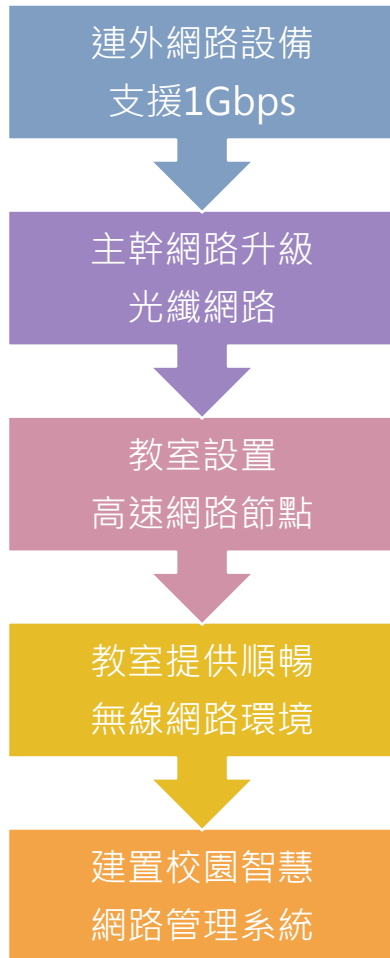 連外網路設備
支援1Gbps
主幹網路升級
光纖網路
教室設置
高速網路節點
教室提供順暢
無線網路環境
建置校園智慧
網路管理系統